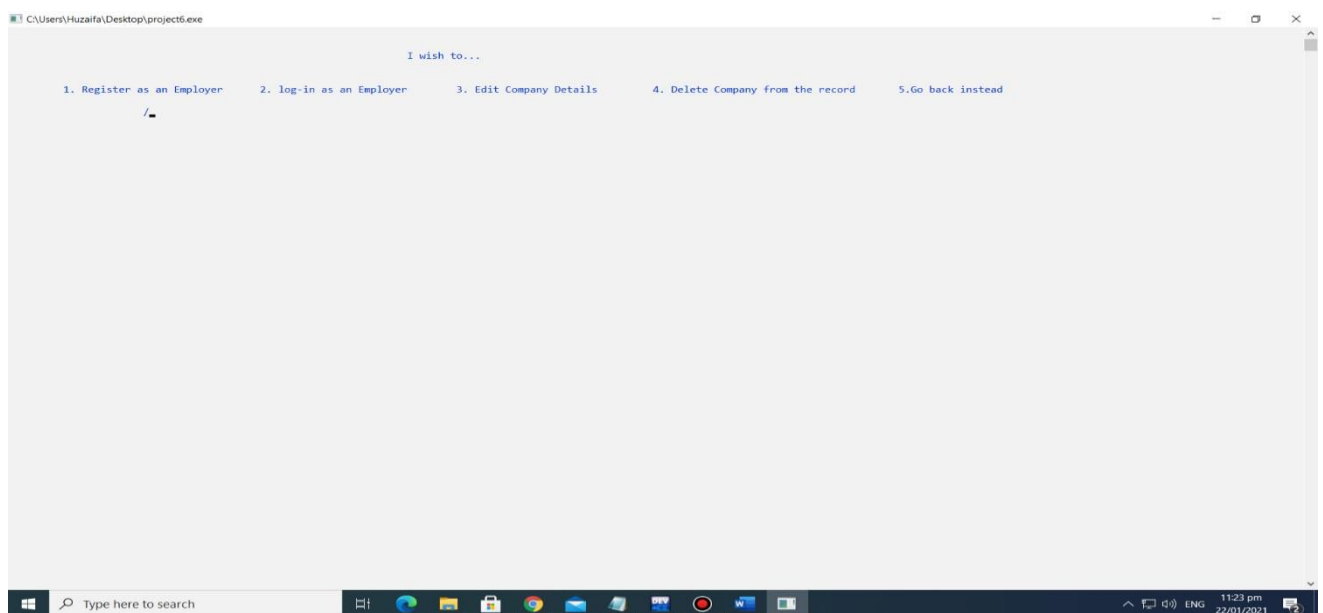 C:\Users\Huzaifa\Desktop\project6.exe
I wish to...
1. Register as an Employer 2. log-in as an Employer 3. Edit Company Details 4. Delete Company from the record 5.Go back instead
/
Type here to search
DEV
W
ENG
11:23 pm
22/01/2021
2